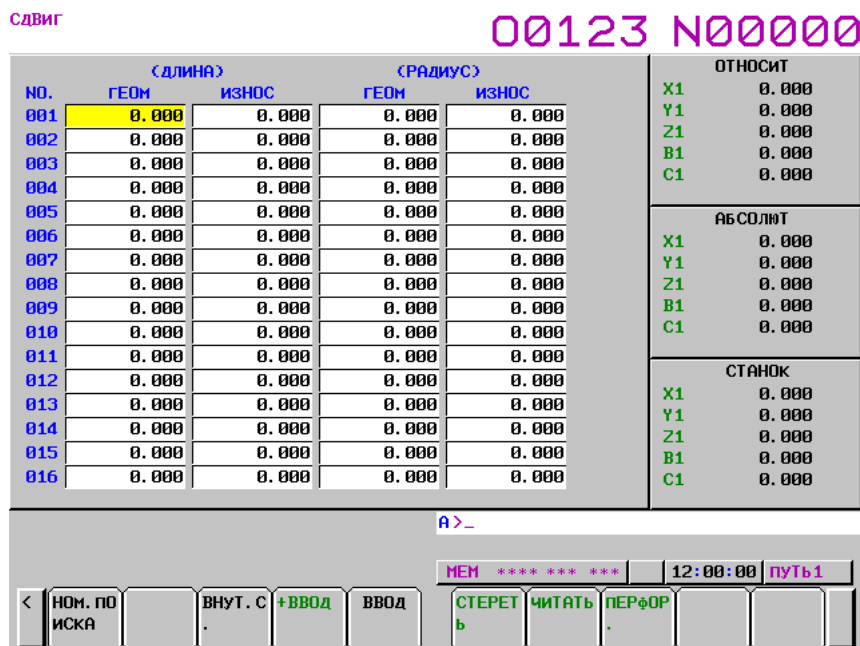 СДВИГ
O0123 N00000
(ДЛИНА) (РАДИУС)
NO. ГЕОМ ИЗНОС ГЕОМ ИЗНОС
001 0.000 0.000 0.000 0.000
002 0.000 0.000 0.000 0.000
003 0.000 0.000 0.000 0.000
004 0.000 0.000 0.000 0.000
005 0.000 0.000 0.000 0.000
006 0.000 0.000 0.000 0.000
007 0.000 0.000 0.000 0.000
008 0.000 0.000 0.000 0.000
009 0.000 0.000 0.000 0.000
010 0.000 0.000 0.000 0.000
011 0.000 0.000 0.000 0.000
012 0.000 0.000 0.000 0.000
013 0.000 0.000 0.000 0.000
014 0.000 0.000 0.000 0.000
015 0.000 0.000 0.000 0.000
016 0.000 0.000 0.000 0.000
ОТНОСИТ
X1 0.000
Y1 0.000
Z1 0.000
B1 0.000
C1 0.000
АБСОЛЮТ
X1 0.000
Y1 0.000
Z1 0.000
B1 0.000
C1 0.000
СТАНОК
X1 0.000
Y1 0.000
Z1 0.000
B1 0.000
C1 0.000
A>_
MEM **** *** *** 12:00:00 ПУТЬ1
< НОМ.ПО ВНУТ.С +ВВОД ВВОД СТЕРЕТ ЧИТАТЬ ПЕРФОР
ИСКА . Ь .